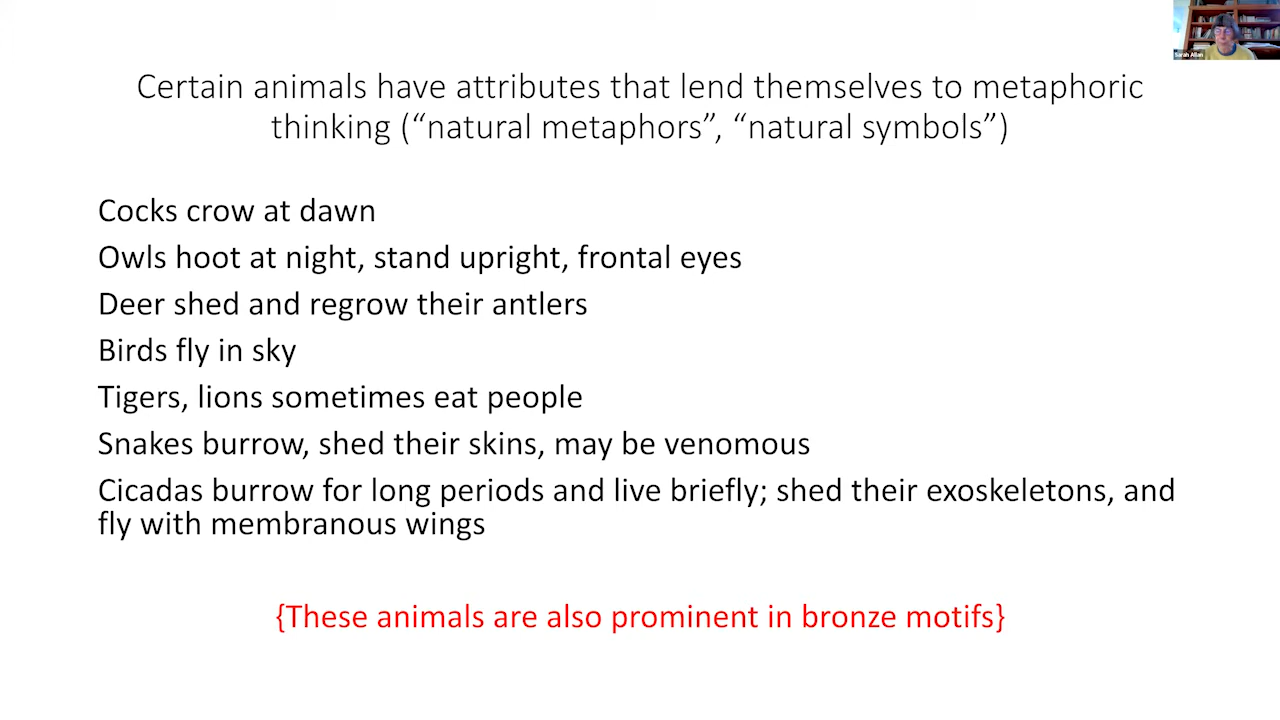 Sarah Allan
Certain animals have attributes that lend themselves to metaphoric
thinking (“natural metaphors”, “natural symbols”)
Cocks crow at dawn
Owls hoot at night, stand upright, frontal eyes
Deer shed and regrow their antlers
Birds fly in sky
Tigers, lions sometimes eat people
Snakes burrow, shed their skins, may be venomous
Cicadas burrow for long periods and live briefly; shed their exoskeletons, and
fly with membranous wings
{These animals are also prominent in bronze motifs}